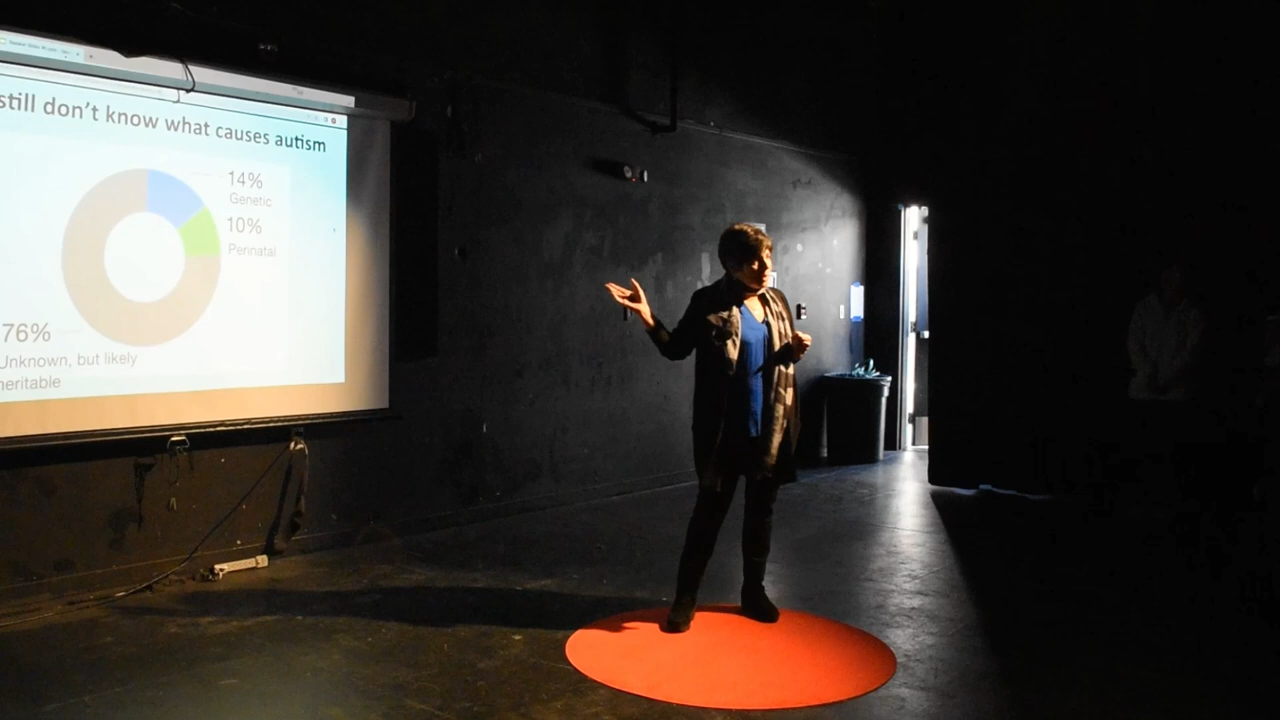 still don't know what causes autism
14%
Genetic
10%
Perinatal
76%
Unknown, but likely
heritable